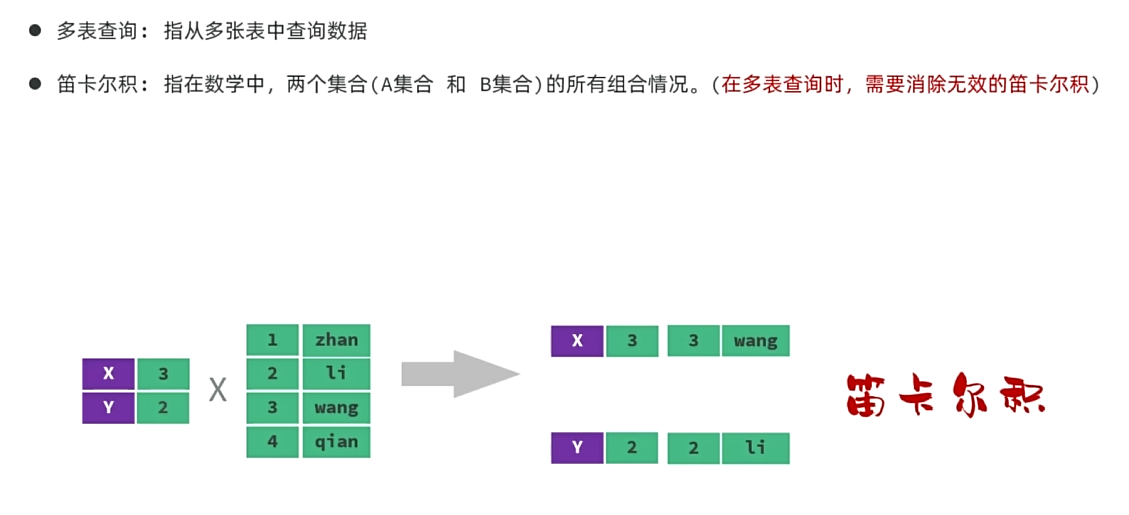 ● 多表查询: 指从多张表中查询数据
● 笛卡尔积: 指在数学中, 两个集合(A集合 和 B集合)的所有组合情况。(在多表查询时, 需要消除无效的笛卡尔积)
X 3
Y 2
X
1 zhan
2 li
3 wang
4 qian
X 3 3 wang
Y 2 2 li
笛卡尔积